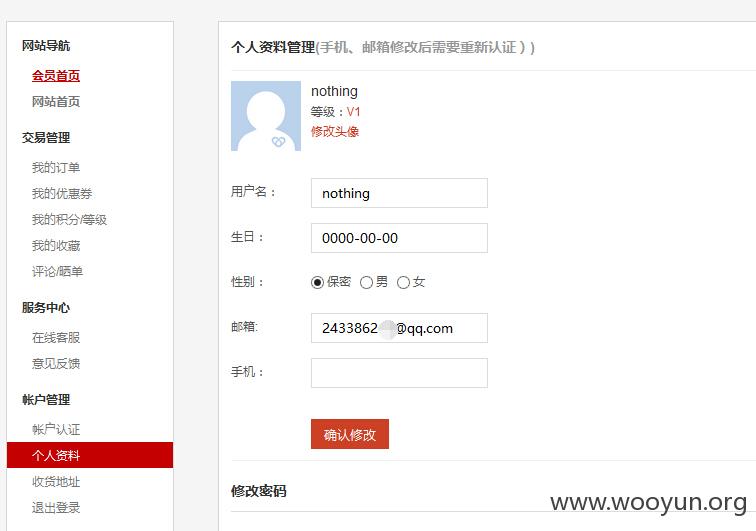 网站导航
会员首页
网站首页
交易管理
我的订单
我的优惠券
我的积分/等级
我的收藏
评论/晒单
服务中心
在线客服
意见反馈
帐户管理
帐户认证
个人资料
收货地址
退出登录
个人资料管理(手机、邮箱修改后需要重新认证))
nothing
等级：V1
修改头像
用户名： nothing
生日： 0000-00-00
性别： 保密 男 女
邮箱: 2433862 @qq.com
手机：
确认修改
修改密码
www.wooyun.org